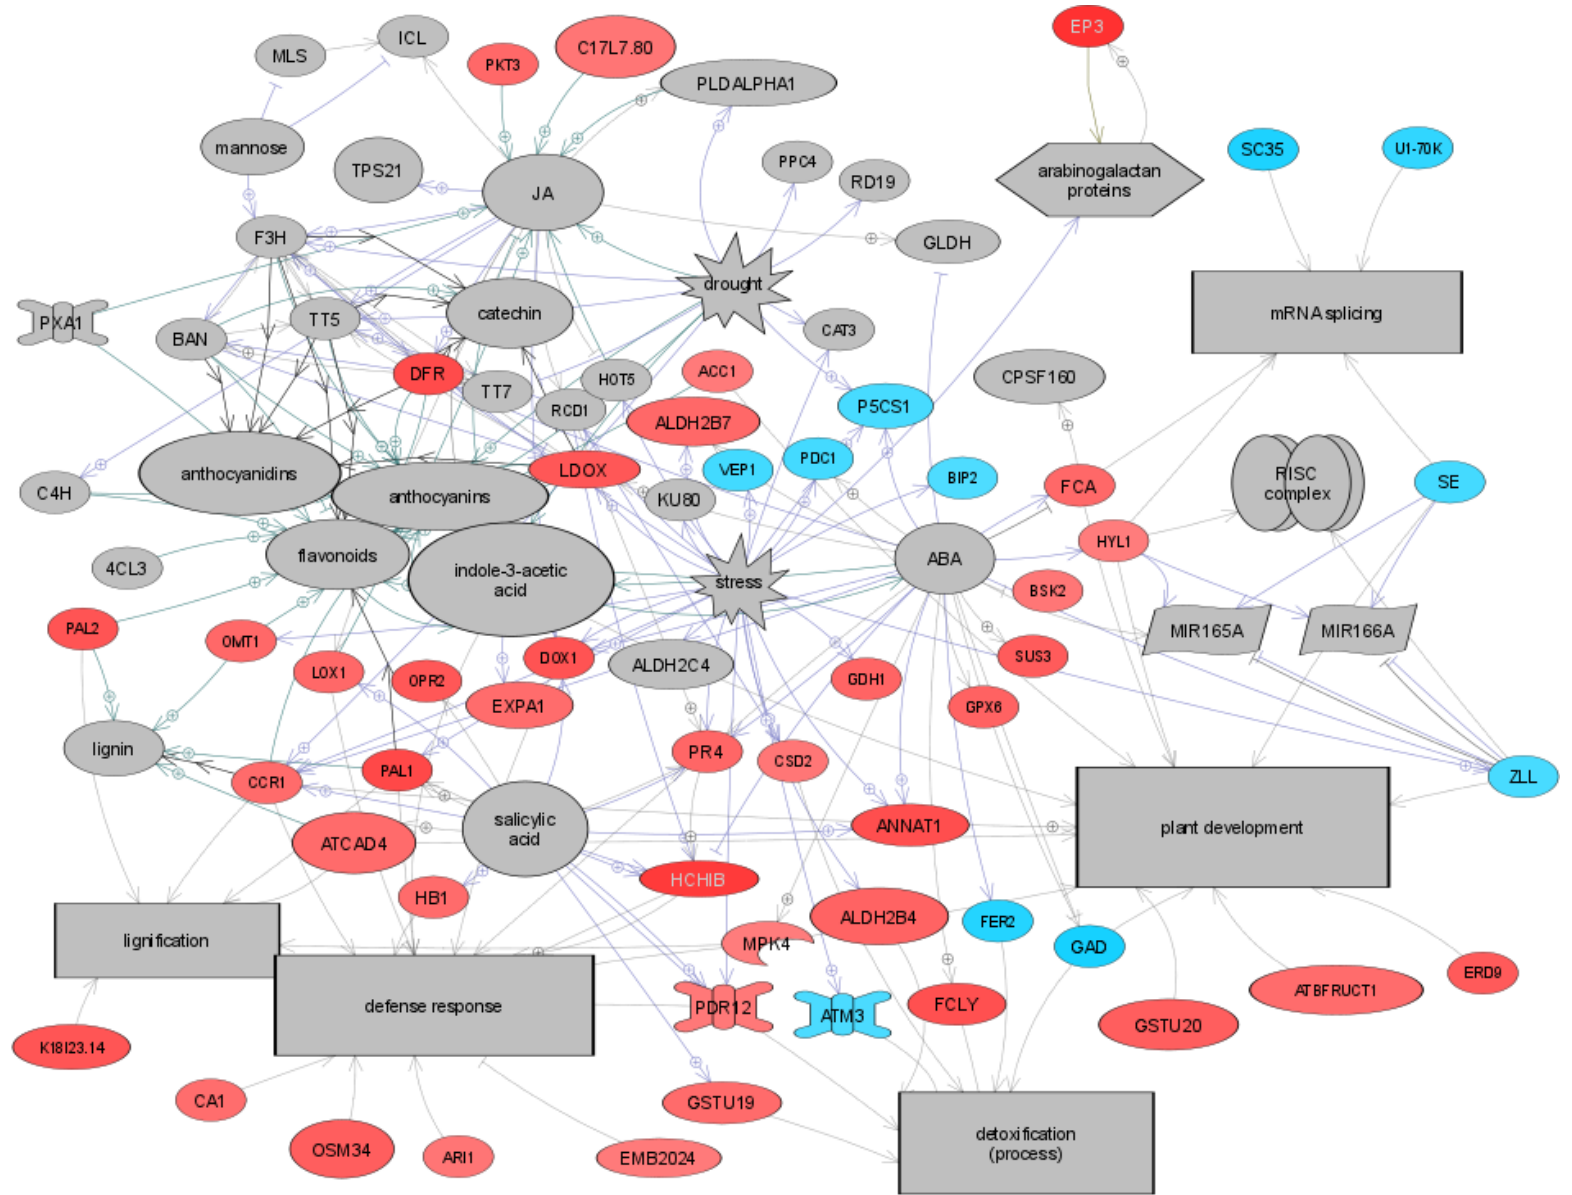 EP3
ICL
MLS
C17L7.80
PKT3
PLDALPHA1
mannose
SC35
U1-70K
TPS21
PPC4
RD19
arabinogalactan
proteins
JA
F3H
GLDH
drought
PXA1
BAN
TT5
catechin
CAT3
mRNA splicing
DFR
TT7
HOT5
RCD1
ACC1
CPSF160
P5CS1
ALDH2B7
anthocyanidins
anthocyanins
LDOX
VEP1
PDC1
BIP2
C4H
KU80
FCA
RISC
complex
SE
4CL3
flavonoids
indole-3-acetic
acid
stress
ABA
HYL1
BSK2
PAL2
OMT1
LOX1
OPR2
DOX1
ALDH2C4
GDH1
SUS3
MIR165A
MIR166A
EXPA1
GPX6
lignin
CCR1
PAL1
PR4
CSD2
ZLL
salicylic
acid
ATCAD4
ANNAT1
plant development
HB1
HCHIB
ALDH2B4
FER2
GAD
lignification
MPK4
defense response
PDR12
ATM3
FCLY
GSTU20
ATBFRUCT1
ERD9
K18I23.14
CA1
GSTU19
OSM34
ARI1
EMB2024
detoxification
(process)